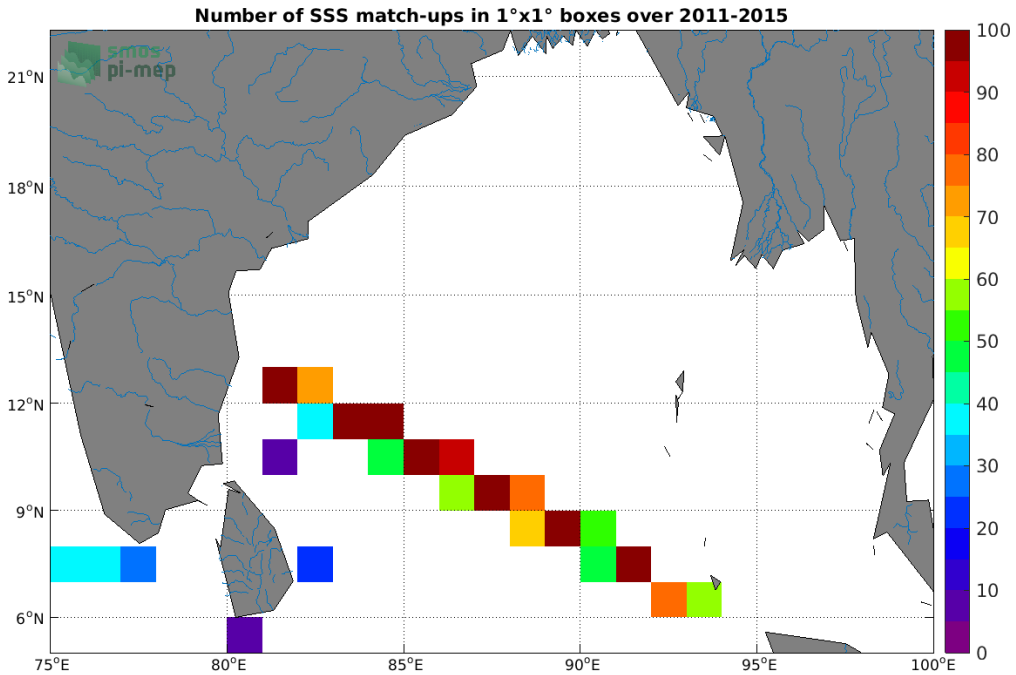 Number of SSS match-ups in 1°x1° boxes over 2011-2015
smos
pi-mep
21°N
18°N
15°N
12°N
9°N
6°N
75°E
80°E
85°E
90°E
95°E
100°E
100
90
80
70
60
50
40
30
20
10
0